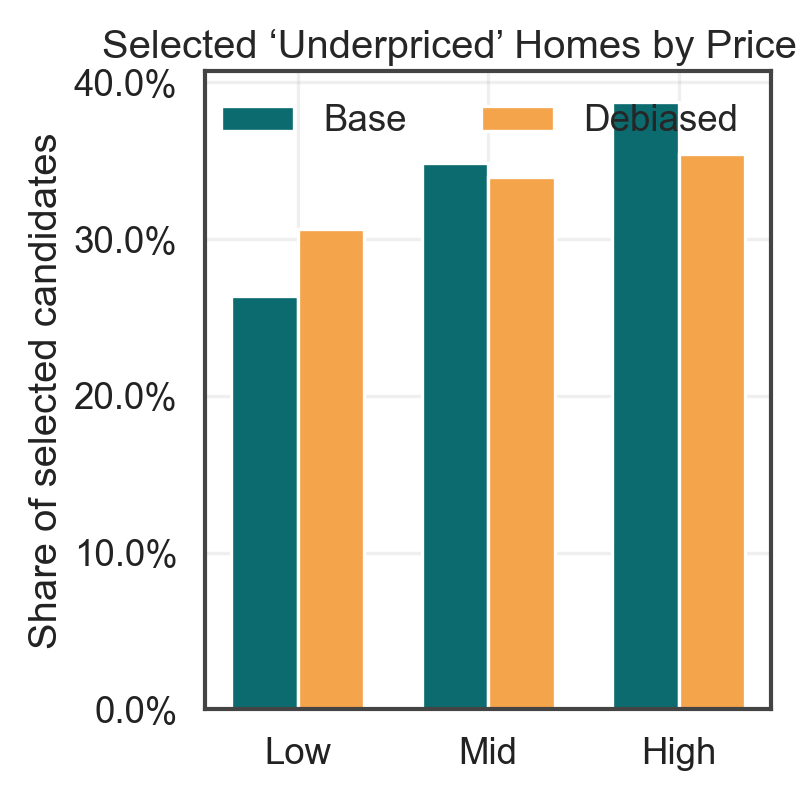 Selected ‘Underpriced’ Homes by Price
Base
Debiased
Share of selected candidates
40.0%
30.0%
20.0%
10.0%
0.0%
Low
Mid
High